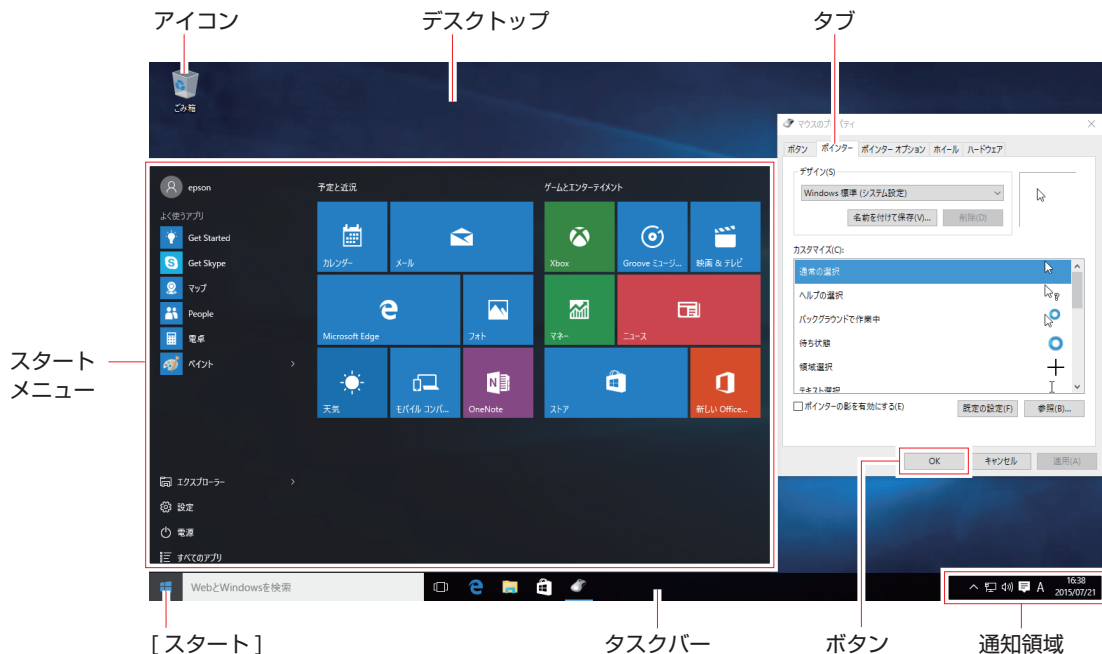 アイコン
デスクトップ
タブ
ごみ箱
epson
よく使うアプリ
Get Started
Get Skype
マップ
People
電卓
ペイント
エクスプローラー
設定
電源
すべてのアプリ
予定と近況
カレンダー
メール
Microsoft Edge
フォト
天気
モバイル コンパ...
OneNote
ゲームとエンターテイメント
Xbox
Groove ミュージ...
映画 & テレビ
マネー
ニュース
ストア
新しい Office...
マウスのプ
パティ
ボタン ポインター ポインター オプション ホイール ハードウェア
デザイン(S)
Windows 標準 (システム設定)
名前を付けて保存(V)... 削除(D)
カスタマイズ(C):
通常の選択
ヘルプの選択
バックグラウンドで作業中
待ち状態
領域選択
テキスト選択
ポインターの影を有効にする(E)
既定の設定(F) 参照(B)...
OK キャンセル 適用(A)
スタート
メニュー
WebとWindowsを検索
A
16:38
2015/07/21
[ スタート ]
タスクバー
ボタン
通知領域